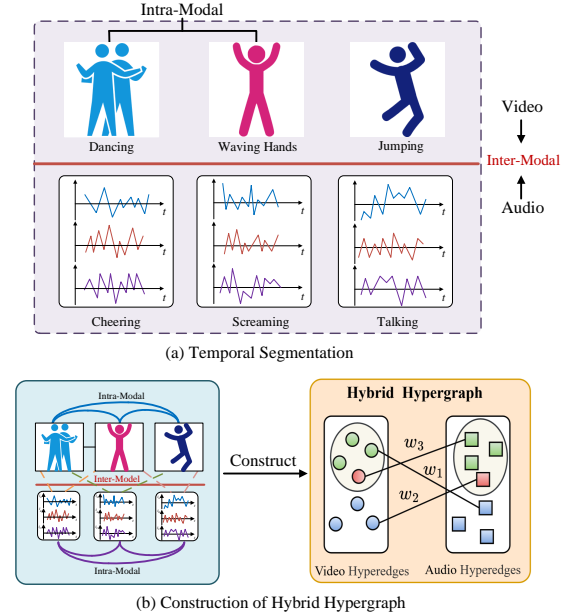 Intra-Modal
Dancing
Waving Hands
Jumping
Video
Inter-Modal
Audio
t
t
t
t
t
t
t
t
t
Cheering
Screaming
Talking
(a) Temporal Segmentation
Intra-Modal
Inter-Model
Intra-Modal
Construct
Hybrid Hypergraph
w3
w1
w2
Video Hyperedges
Audio Hyperedges
(b) Construction of Hybrid Hypergraph